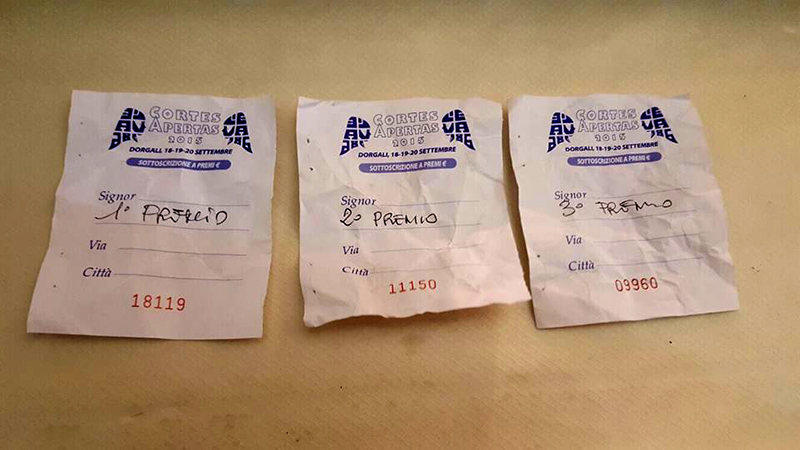 CORTES
APERTAS
2015
DORGALI, 18-19-20 SETTEMBRE
SOTTOSCRIZIONE A PREMI €
Signor
1° PREMIO
Via
Città
18119
CORTES
APERTAS
2015
DORGALI, 18-19-20 SETTEMBRE
SOTTOSCRIZIONE A PREMI €
Signor
2° PREMIO
Via
Città
11150
CORTES
APERTAS
2015
DORGALI, 18-19-20 SETTEMBRE
SOTTOSCRIZIONE A PREMI €
Signor
3° PREMIO
Via
Città
09960